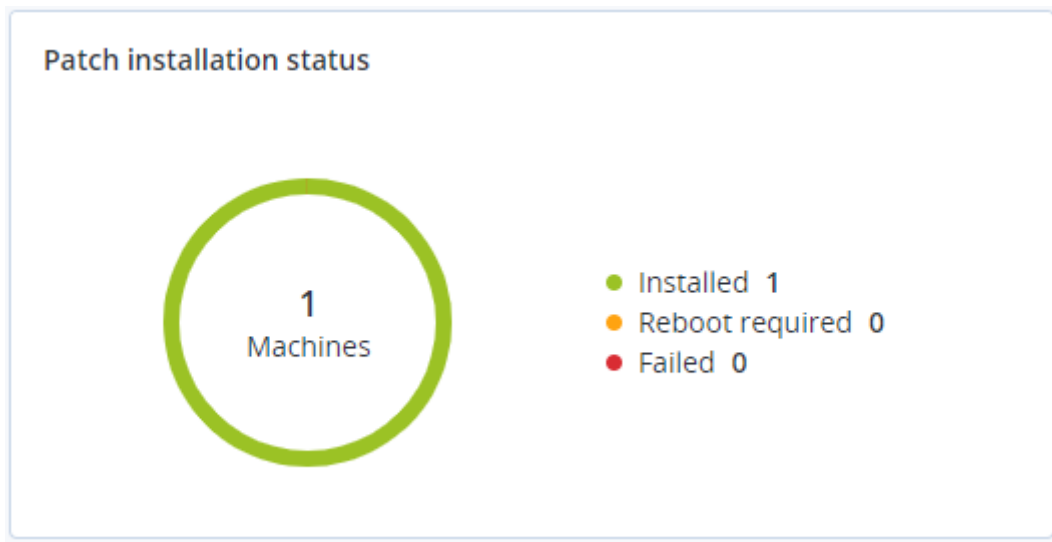 Patch installation status
1
Machines
Installed 1
Reboot required 0
Failed 0